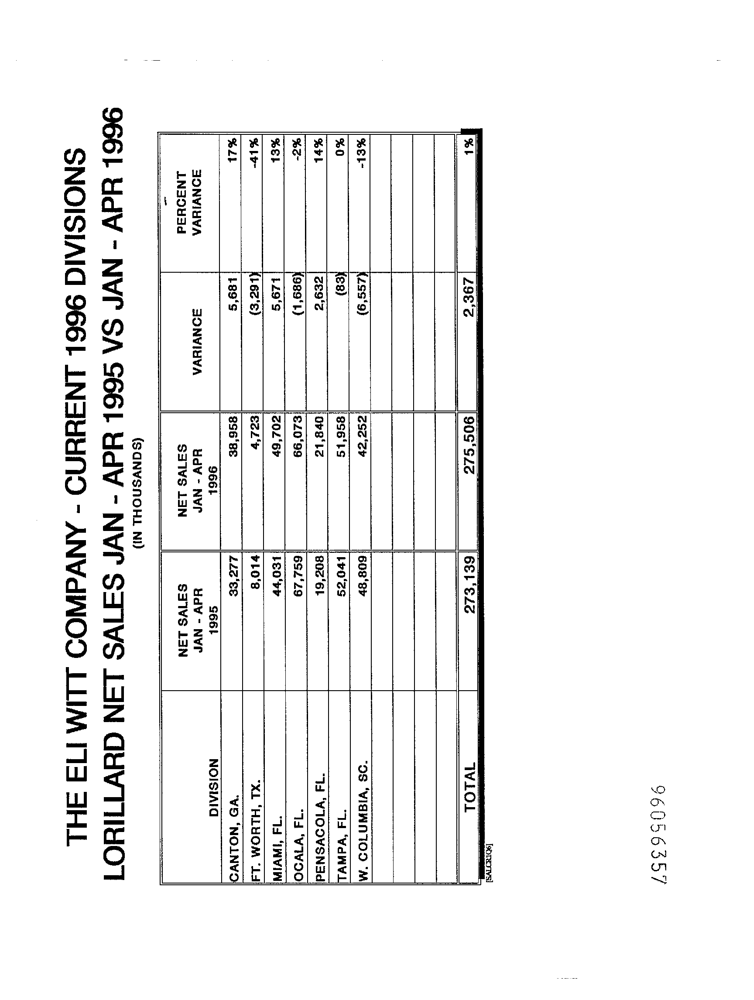 THE ELI WITT COMPANY - CURRENT 1996 DIVISIONS
LORILLARD NET SALES JAN - APR 1995 VS JAN - APR 1996
(IN THOUSANDS)
DIVISION NET SALES JAN - APR 1995 NET SALES JAN - APR 1996 VARIANCE PERCENT VARIANCE
CANTON, GA. 33,277 38,958 5,681 17%
FT. WORTH, TX. 8,014 4,723 (3,291) -41%
MIAMI, FL. 44,031 49,702 5,671 13%
OCALA, FL. 67,759 66,073 (1,686) -2%
PENSACOLA, FL. 19,208 21,840 2,632 14%
TAMPA, FL. 52,041 51,958 (83) 0%
W. COLUMBIA, SC. 48,809 42,252 (6,557) -13%
TOTAL 273,139 275,506 2,367 1%
96056357